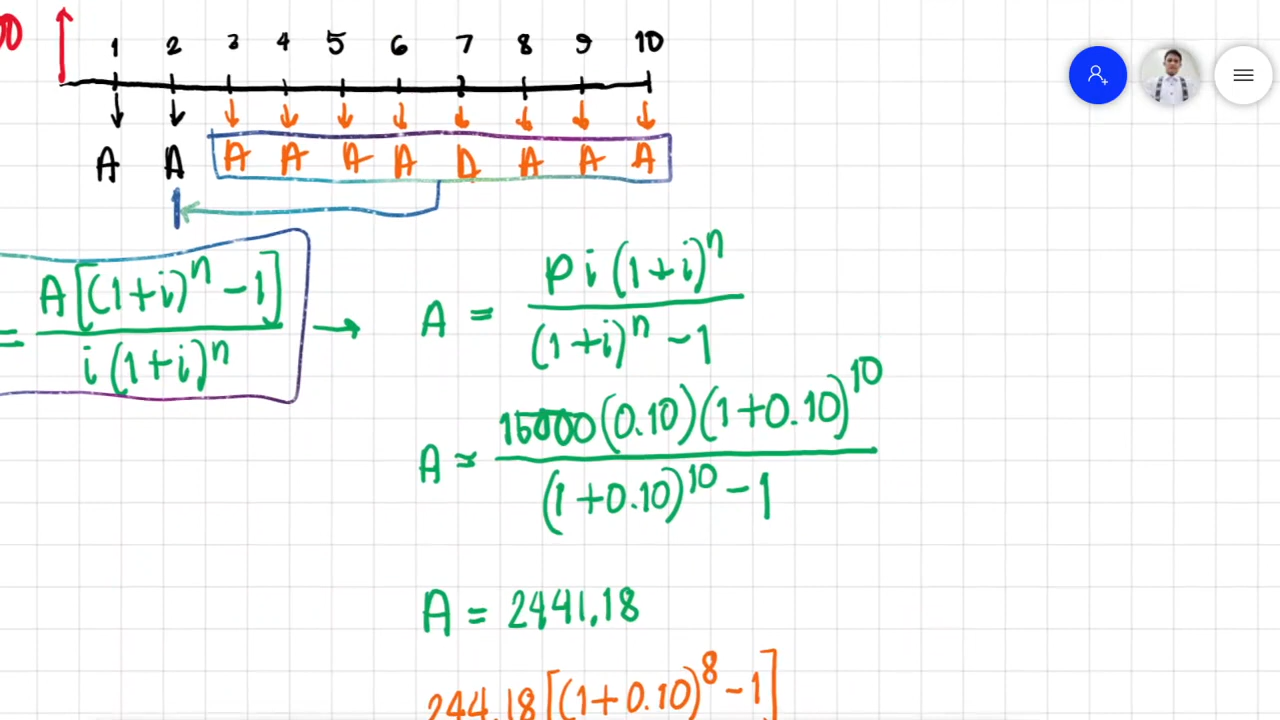 00
1 2 3 4 5 6 7 8 9 10
A A A A A A D A A A
= A[(1+i)^n -1] / i(1+i)^n → A = Pi(1+i)^n / (1+i)^n -1
A = 15000(0.10)(1+0.10)^10 / (1+0.10)^10 -1
A = 2441.18
244.18[(1+0.10)^8 -1]